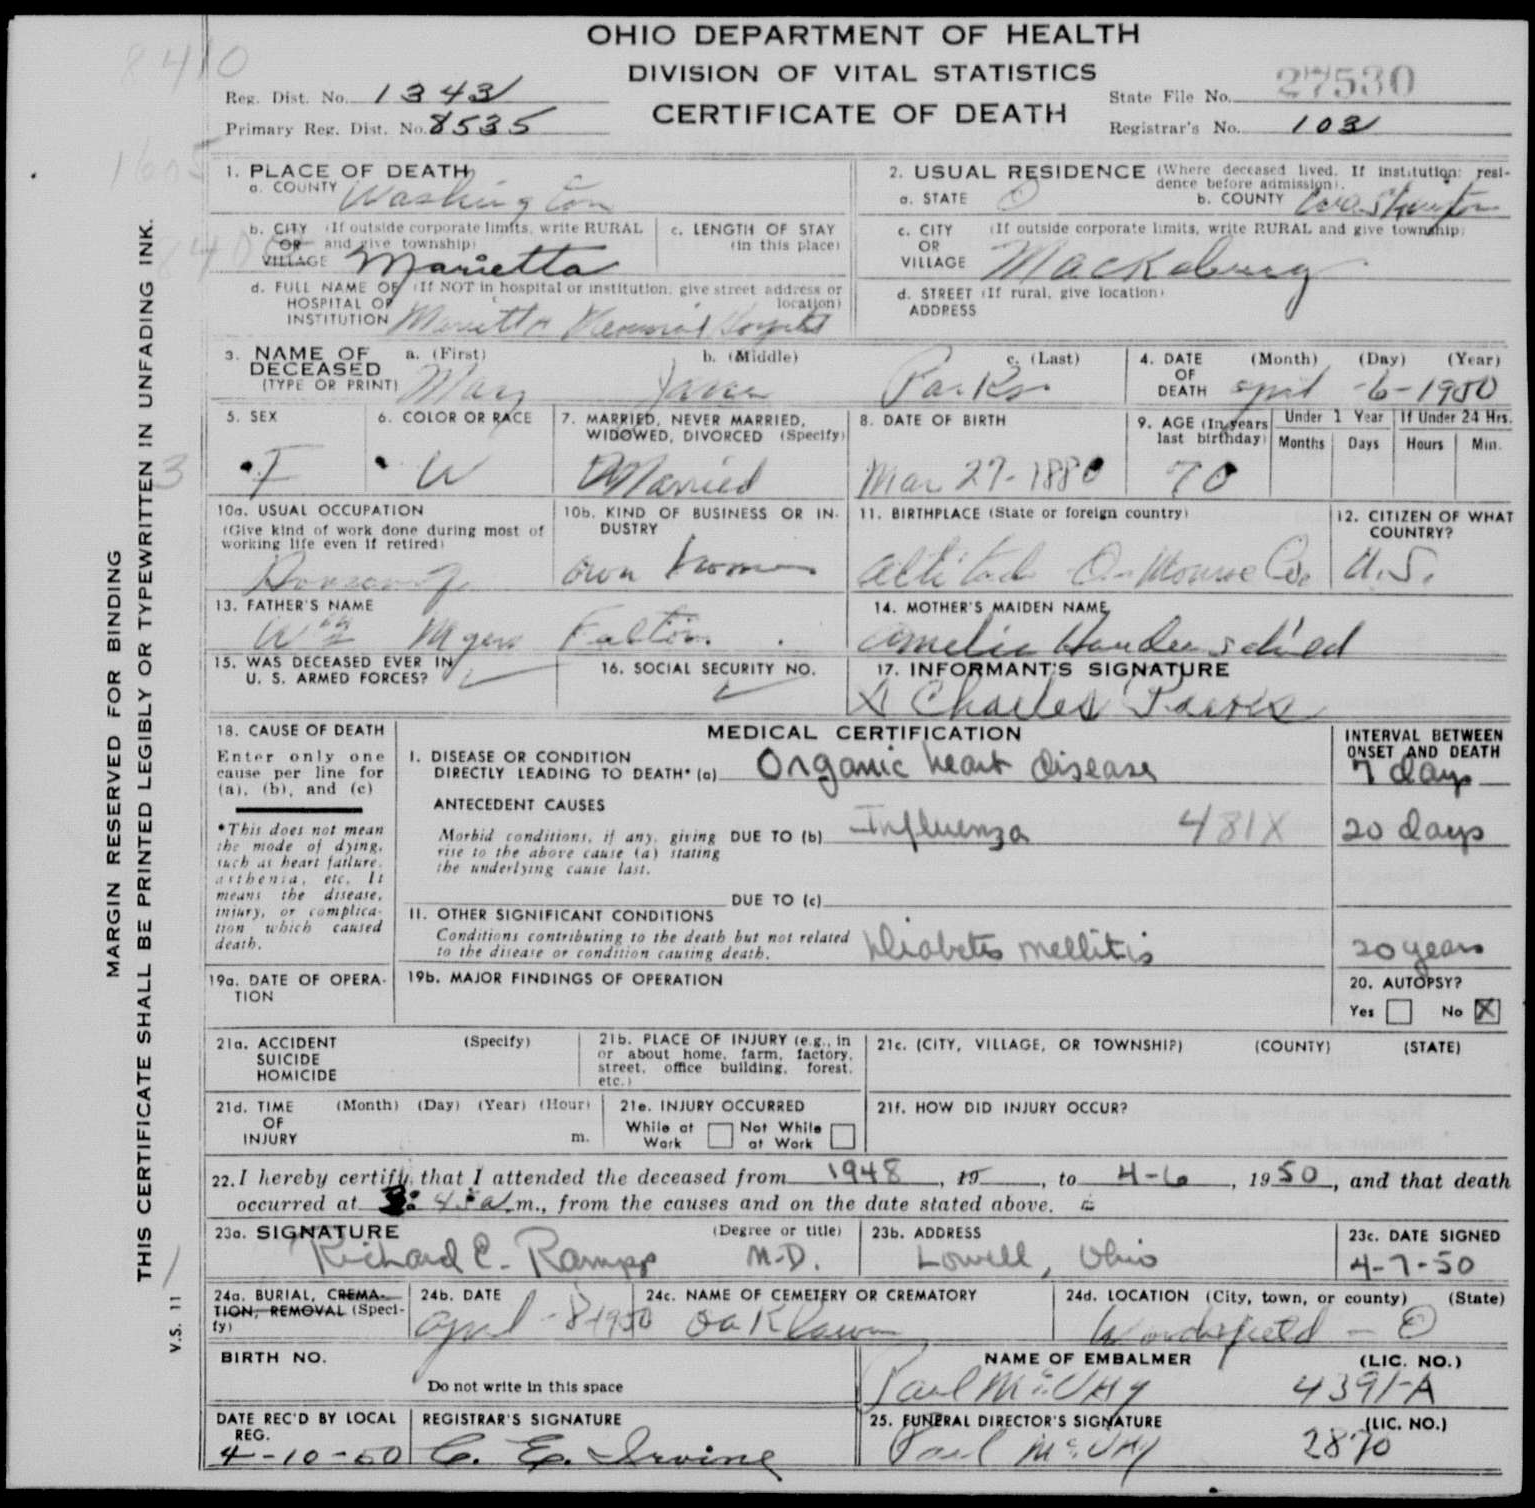 8410
OHIO DEPARTMENT OF HEALTH
DIVISION OF VITAL STATISTICS
CERTIFICATE OF DEATH
Reg. Dist. No. 1343
Primary Reg. Dist. No. 8535
State File No. 27530
Registrar's No. 103
1605
1. PLACE OF DEATH
a. COUNTY Washington
2. USUAL RESIDENCE (Where deceased lived. If institution: resi-
dence before admission).
a. STATE O b. COUNTY Washington
b. CITY (If outside corporate limits, write RURAL
OR and give township)
VILLAGE Marietta
c. LENGTH OF STAY
(in this place)
c. CITY (If outside corporate limits, write RURAL and give township)
OR
VILLAGE Macksburg
d. FULL NAME OF (If NOT in hospital or institution, give street address or
HOSPITAL OR location)
INSTITUTION Marietta Memorial Hospital
d. STREET (If rural, give location)
ADDRESS
3. NAME OF a. (First) b. (Middle) c. (Last)
DECEASED
(TYPE OR PRINT) Mary Jane Parks
4. DATE (Month) (Day) (Year)
OF
DEATH April -6-1950
5. SEX
F
6. COLOR OR RACE
W
7. MARRIED, NEVER MARRIED,
WIDOWED, DIVORCED (Specify)
Married
8. DATE OF BIRTH
Mar 27-1880
9. AGE (In years
last birthday)
70
Under 1 Year
Months Days
If Under 24 Hrs.
Hours Min.
3
10a. USUAL OCCUPATION
(Give kind of work done during most of
working life even if retired)
10b. KIND OF BUSINESS OR IN-
DUSTRY
own home
11. BIRTHPLACE (State or foreign country)
O. Monroe Co.
12. CITIZEN OF WHAT
COUNTRY?
U.S.
13. FATHER'S NAME
Wm Myers
14. MOTHER'S MAIDEN NAME
Amelia
15. WAS DECEASED EVER IN
U. S. ARMED FORCES?
16. SOCIAL SECURITY NO.
17. INFORMANT'S SIGNATURE
X Charles Parks
18. CAUSE OF DEATH
Enter only one
cause per line for
(a), (b), and (c)
*This does not mean
the mode of dying,
such as heart failure,
asthenia, etc. It
means the disease,
injury, or complica-
tion which caused
death.
MEDICAL CERTIFICATION
INTERVAL BETWEEN
ONSET AND DEATH
I. DISEASE OR CONDITION
DIRECTLY LEADING TO DEATH* (a) Organic heart disease 7 days
ANTECEDENT CAUSES
Morbid conditions, if any, giving DUE TO (b) Influenza 481X 20 days
rise to the above cause (a) stating
the underlying cause last.
DUE TO (c)
II. OTHER SIGNIFICANT CONDITIONS
Conditions contributing to the death but not related
to the disease or condition causing death.
Diabetes mellitis 20 years
19a. DATE OF OPERA-
TION
19b. MAJOR FINDINGS OF OPERATION
20. AUTOPSY?
Yes No X
21a. ACCIDENT (Specify)
SUICIDE
HOMICIDE
21b. PLACE OF INJURY (e.g., in
or about home, farm, factory,
street, office building, forest,
etc.)
21c. (CITY, VILLAGE, OR TOWNSHIP) (COUNTY) (STATE)
21d. TIME (Month) (Day) (Year) (Hour)
OF
INJURY m.
21e. INJURY OCCURRED
While at Not While
Work at Work
21f. HOW DID INJURY OCCUR?
22. I hereby certify that I attended the deceased from 1948, 19, to 4-6, 1950, and that death
occurred at 3:45 a.m., from the causes and on the date stated above.
23a. SIGNATURE (Degree or title)
Richard C. Rampp M.D.
23b. ADDRESS
Lowell, Ohio
23c. DATE SIGNED
4-7-50
24a. BURIAL, CREMA-
TION, REMOVAL (Speci-
fy)
24b. DATE
April -8-1950
24c. NAME OF CEMETERY OR CREMATORY
Oaklawn
24d. LOCATION (City, town, or county) (State)
Woodsfield - O
BIRTH NO.
Do not write in this space
NAME OF EMBALMER (LIC. NO.)
Paul McVay 4391-A
DATE REC'D BY LOCAL
REG.
4-10-50
REGISTRAR'S SIGNATURE
C. E. Irvine
25. FUNERAL DIRECTOR'S SIGNATURE (LIC. NO.)
Paul McVay 2870
MARGIN RESERVED FOR BINDING
THIS CERTIFICATE SHALL BE PRINTED LEGIBLY OR TYPEWRITTEN IN UNFADING INK.
V.S. 11